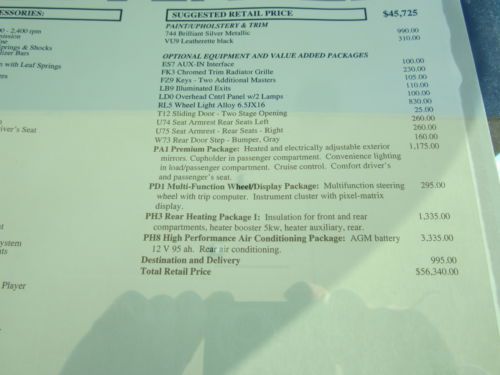 ESSORIES:
SUGGESTED RETAIL PRICE $45,725
PAINT/UPHOLSTERY & TRIM
744 Brilliant Silver Metallic 990.00
VU9 Leatherette black 310.00
- 2,400 rpm
Springs & Shocks
lizer Bars
n with Leaf Springs
ers
river's Seat
nt
ystem
nts
Player
OPTIONAL EQUIPMENT AND VALUE ADDED PACKAGES
ES7 AUX-IN Interface 100.00
FK3 Chromed Trim Radiator Grille 230.00
FZ9 Keys - Two Additional Masters 105.00
LB9 Illuminated Exits 110.00
LD0 Overhead Cntrl Panel w/2 Lamps 100.00
RL5 Wheel Light Alloy 6.5JX16 830.00
T12 Sliding Door - Two Stage Opening 25.00
U74 Seat Armrest Rear Seats Left 260.00
U75 Seat Armrest - Rear Seats - Right 260.00
W73 Rear Door Step - Bumper, Gray 160.00
PA1 Premium Package: Heated and electrically adjustable exterior 1,175.00
mirrors. Cupholder in passenger compartment. Convenience lighting
in load/passenger compartment. Cruise control. Comfort driver's
and passenger's seat.
PD1 Multi-Function Wheel/Display Package: Multifunction steering 295.00
wheel with trip computer. Instrument cluster with pixel-matrix
display.
PH3 Rear Heating Package I: Insulation for front and rear 1,335.00
compartments, heater booster 5kw, heater auxiliary, rear.
PH8 High Performance Air Conditioning Package: AGM battery 3,335.00
12 V 95 ah. Rear air conditioning.
Destination and Delivery 995.00
Total Retail Price $56,340.00